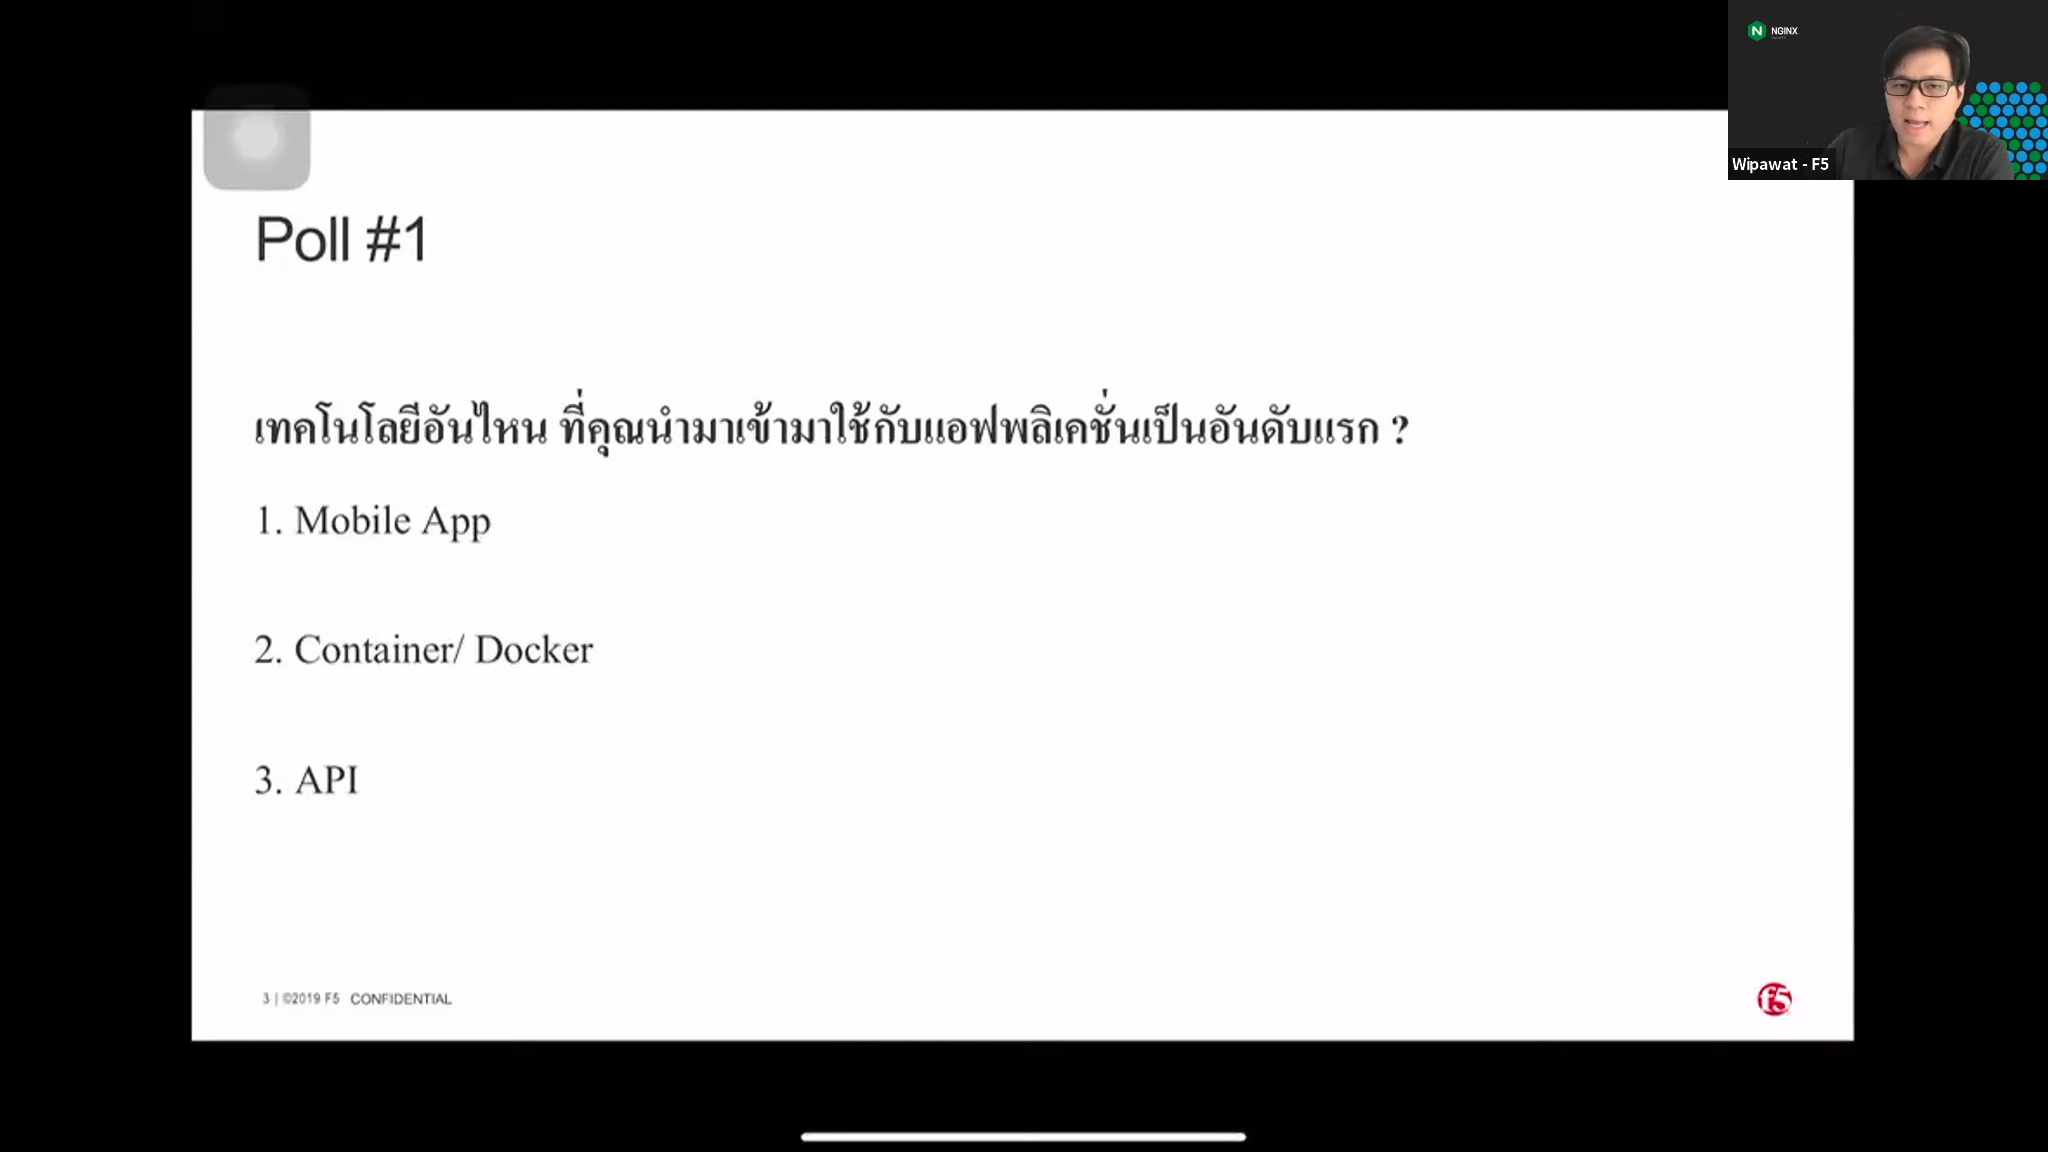 NGINX
Wipawat - F5
Poll #1
เทคโนโลยีอันไหน ที่คุณนำมาเข้ามาใช้กับแอฟพลิเคชั่นเป็นอันดับแรก ?
1. Mobile App
2. Container/ Docker
3. API
3 | ©2019 F5 CONFIDENTIAL
f5